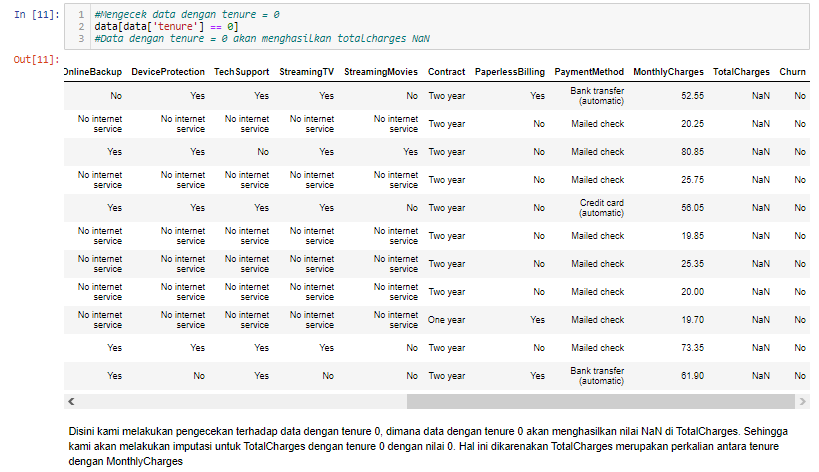 In [11]: 1 #Mengecek data dengan tenure = 0
2 data[data['tenure'] == 0]
3 #Data dengan tenure = 0 akan menghasilkan totalcharges NaN
Out[11]:
OnlineBackup DeviceProtection TechSupport StreamingTV StreamingMovies Contract PaperlessBilling PaymentMethod MonthlyCharges TotalCharges Churn
No Yes Yes Yes No Two year Yes Bank transfer (automatic) 52.55 NaN No
No internet service No internet service No internet service No internet service No internet service Two year No Mailed check 20.25 NaN No
Yes Yes No Yes Yes Two year No Mailed check 80.85 NaN No
No internet service No internet service No internet service No internet service No internet service Two year No Mailed check 25.75 NaN No
Yes Yes Yes Yes No Two year No Credit card (automatic) 56.05 NaN No
No internet service No internet service No internet service No internet service No internet service Two year No Mailed check 19.85 NaN No
No internet service No internet service No internet service No internet service No internet service Two year No Mailed check 25.35 NaN No
No internet service No internet service No internet service No internet service No internet service Two year No Mailed check 20.00 NaN No
No internet service No internet service No internet service No internet service No internet service One year Yes Mailed check 19.70 NaN No
Yes Yes Yes Yes No Two year No Mailed check 73.35 NaN No
Yes No Yes No No Two year Yes Bank transfer (automatic) 61.90 NaN No
Disini kami melakukan pengecekan terhadap data dengan tenure 0, dimana data dengan tenure 0 akan menghasilkan nilai NaN di TotalCharges. Sehingga
kami akan melakukan imputasi untuk TotalCharges dengan tenure 0 dengan nilai 0. Hal ini dikarenakan TotalCharges merupakan perkalian antara tenure
dengan MonthlyCharges